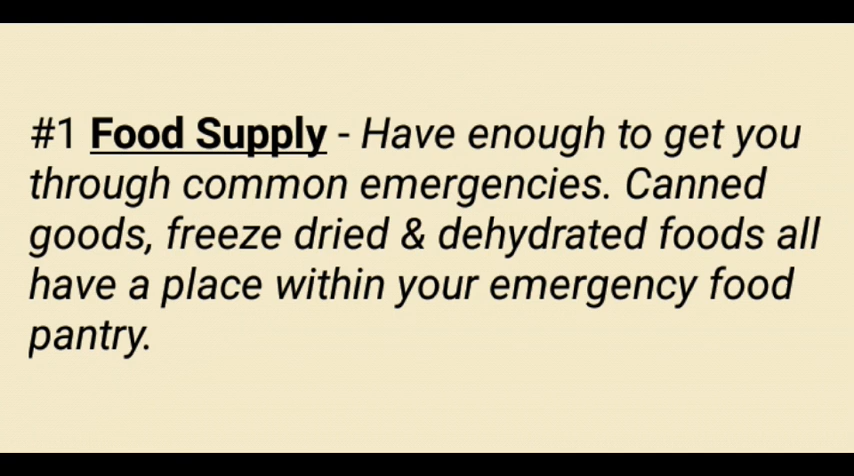 #1 Food Supply - Have enough to get you
through common emergencies. Canned
goods, freeze dried & dehydrated foods all
have a place within your emergency food
pantry.